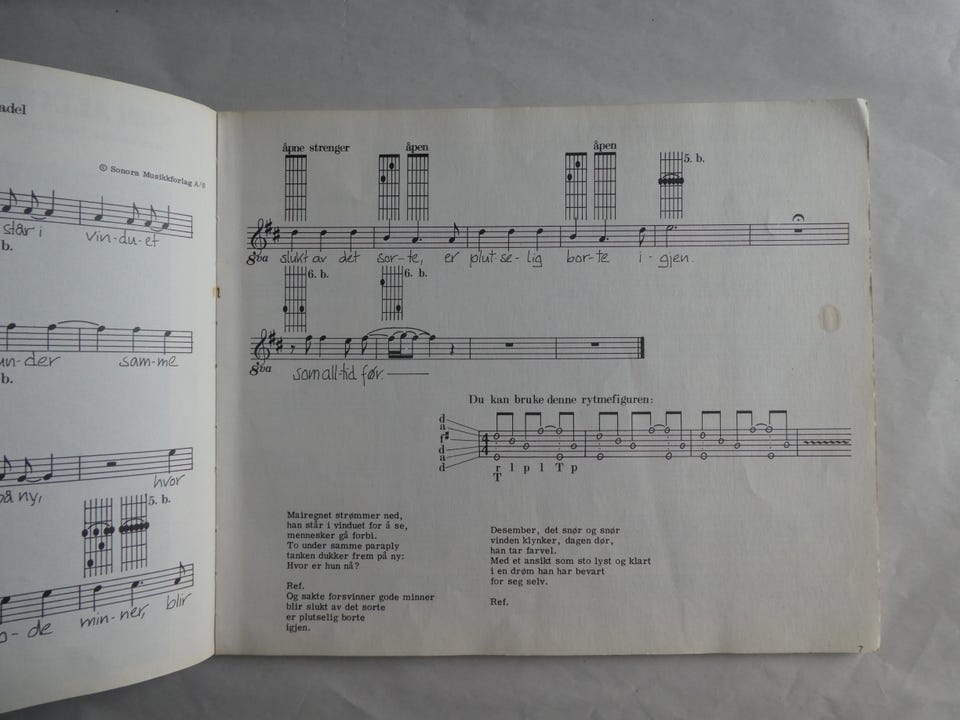 adel
© Sonora Musikkforlag A/S
står i vin-du-et
b.
un-der sam-me
b.
på ny, hvor
5. b.
o-de min-ner, blir
åpne strenger åpen åpen 5. b.
8va slukt av det sor-te, er plut-se-lig bor-te i-gjen.
6. b. 6. b.
8va som all-tid før.
Du kan bruke denne rytmefiguren:
d
a
f#
d
a
d
4
4
r l p l T p
T
Mairegnet strømmer ned,
han står i vinduet for å se,
mennesker gå forbi.
To under samme paraply
tanken dukker frem på ny:
Hvor er hun nå?
Ref.
Og sakte forsvinner gode minner
blir slukt av det sorte
er plutselig borte
igjen.
Desember, det snør og snør
vinden klynker, dagen dør,
han tar farvel.
Med et ansikt som sto lyst og klart
i en drøm han har bevart
for seg selv.
Ref.
7